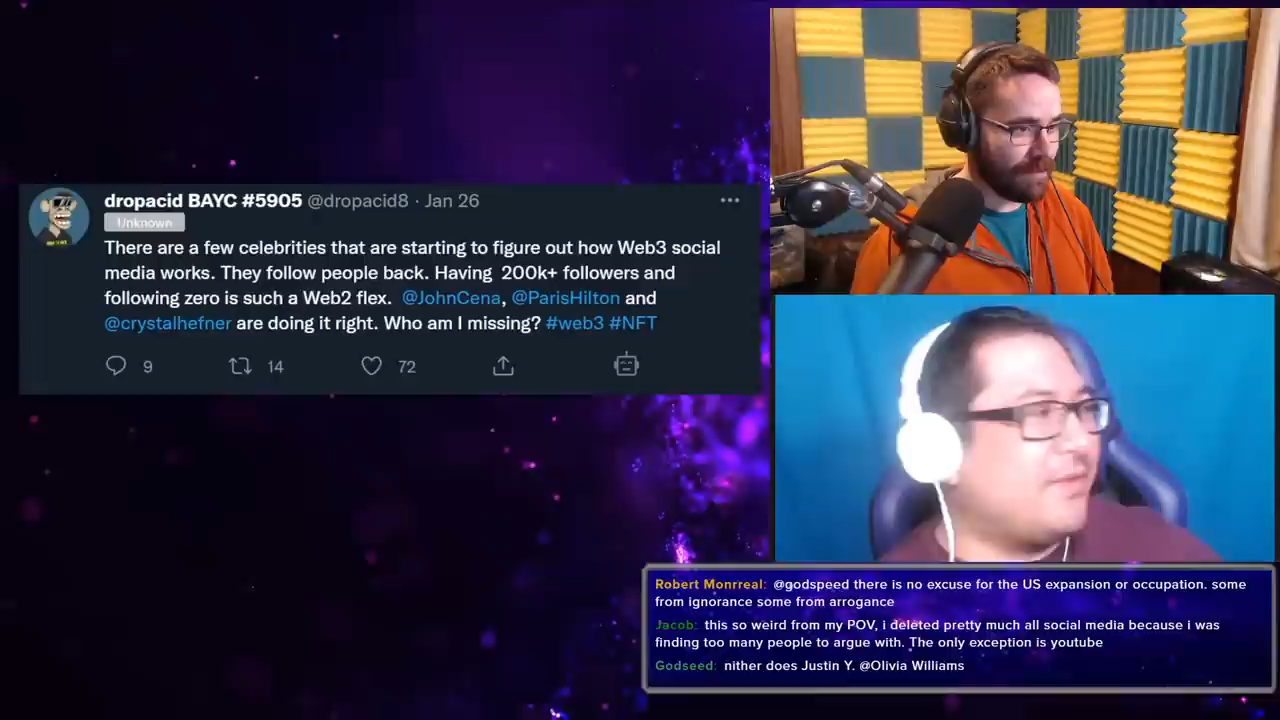 dropacid BAYC #5905 @dropacid8 · Jan 26
Unknown
There are a few celebrities that are starting to figure out how Web3 social
media works. They follow people back. Having 200k+ followers and
following zero is such a Web2 flex. @JohnCena, @ParisHilton and
@crystalhefner are doing it right. Who am I missing? #web3 #NFT
9 14 72
Robert Monrreal: @godspeed there is no excuse for the US expansion or occupation. some
from ignorance some from arrogance
Jacob: this so weird from my POV, i deleted pretty much all social media because i was
finding too many people to argue with. The only exception is youtube
Godseed: nither does Justin Y. @Olivia Williams